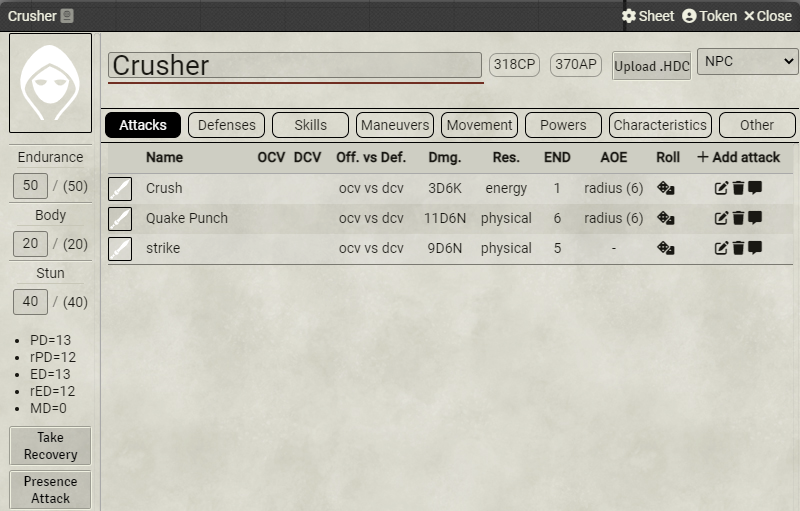 Crusher Sheet Token Close
Crusher 318CP 370AP Upload .HDC NPC
Attacks Defenses Skills Maneuvers Movement Powers Characteristics Other
Endurance
50 / (50)
Body
20 / (20)
Stun
40 / (40)
PD=13
rPD=12
ED=13
rED=12
MD=0
Take
Recovery
Presence
Attack
Name OCV DCV Off. vs Def. Dmg. Res. END AOE Roll + Add attack
Crush ocv vs dcv 3D6K energy 1 radius (6)
Quake Punch ocv vs dcv 11D6N physical 6 radius (6)
strike ocv vs dcv 9D6N physical 5 -